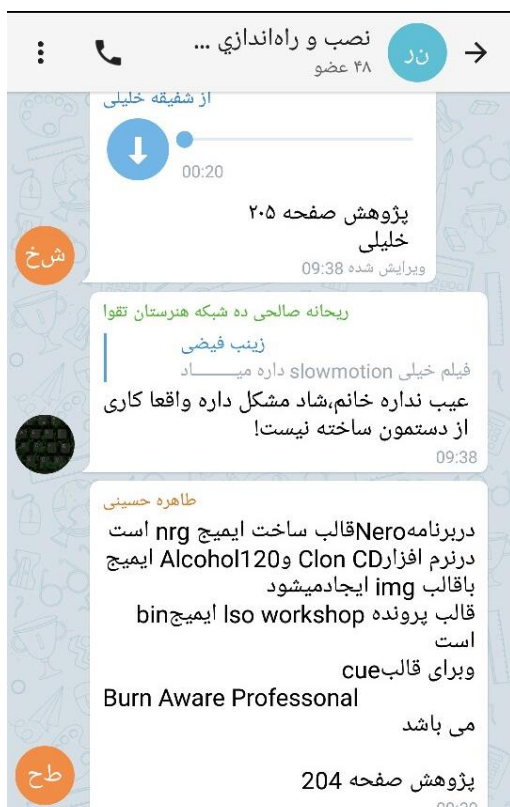 نصب و راه‌اندازي ...
۴۸ عضو
نر
از شفیقه خلیلی
00:20
پژوهش صفحه ۲۰۵
خلیلی
ویرایش شده 09:38
ش‌خ
ریحانه صالحی ده شبکه هنرستان تقوا
زینب فیضی
فیلم خیلی slowmotion داره میــــــاد
عیب نداره خانم،شاد مشکل داره واقعا کاری
از دستمون ساخته نیست!
09:38
طاهره حسینی
دربرنامهNeroقالب ساخت ایمیج nrg است
درنرم افزارClon CD وAlcohol120 ایمیج
باقالب img ایجادمیشود
قالب پرونده Iso workshop ایمیجbin
است
وبرای قالبcue
Burn Aware Professonal
می باشد
پژوهش صفحه 204
ط‌ح